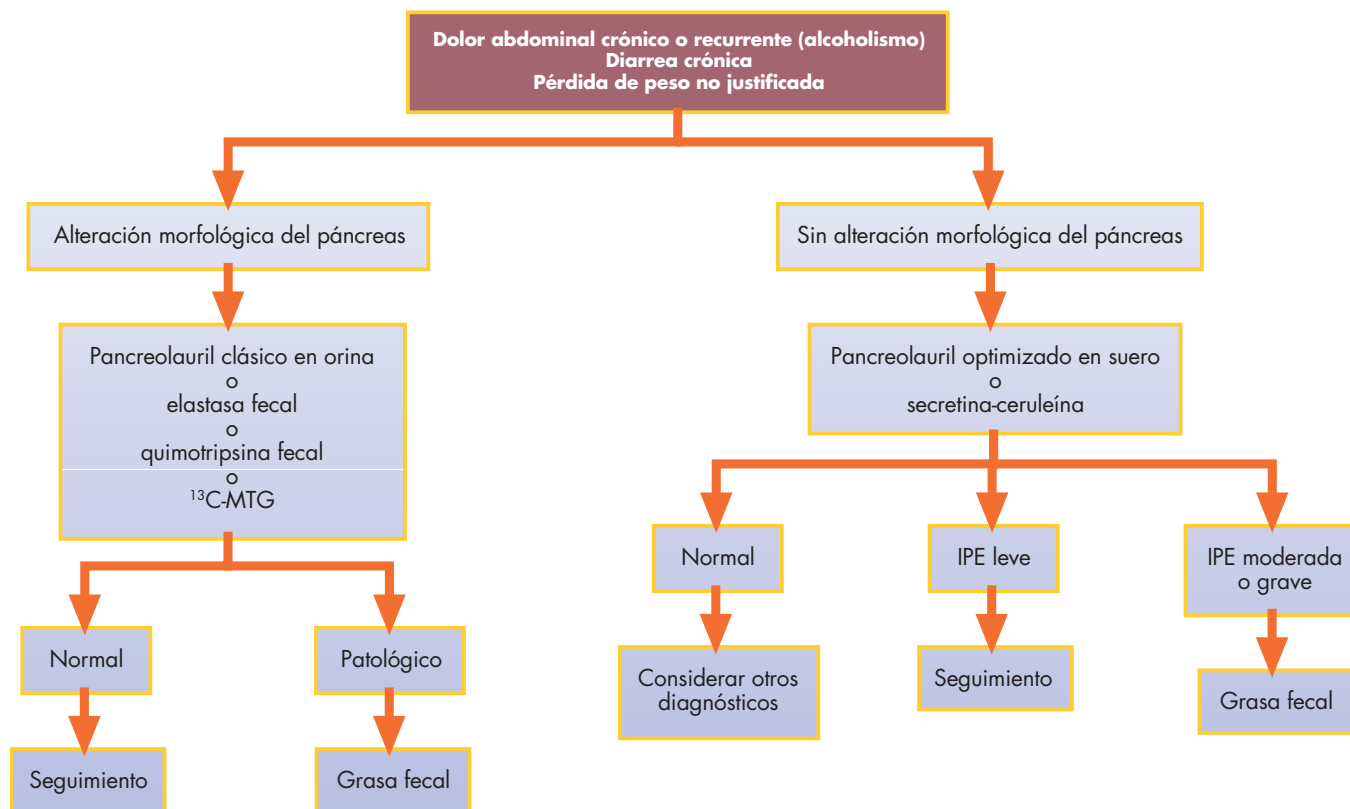 Dolor abdominal crónico o recurrente (alcoholismo)
Diarrea crónica
Pérdida de peso no justificada
Alteración morfológica del páncreas
Sin alteración morfológica del páncreas
Pancreolauril clásico en orina
o
elastasa fecal
o
quimotripsina fecal
o
¹³C-MTG
Pancreolauril optimizado en suero
o
secretina-ceruleína
Normal
Patológico
Seguimiento
Grasa fecal
Normal
IPE leve
IPE moderada
o grave
Considerar otros
diagnósticos
Seguimiento
Grasa fecal